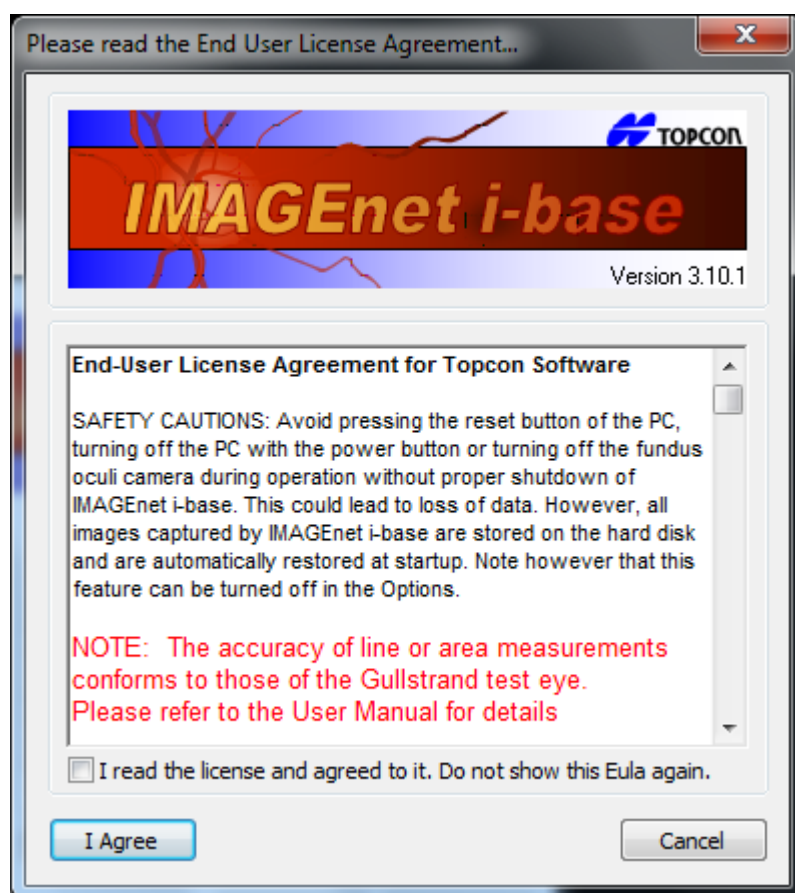 Please read the End User License Agreement...
TOPCON
IMAGEnet i-base
Version 3.10.1
End-User License Agreement for Topcon Software
SAFETY CAUTIONS: Avoid pressing the reset button of the PC,
turning off the PC with the power button or turning off the fundus
oculi camera during operation without proper shutdown of
IMAGEnet i-base. This could lead to loss of data. However, all
images captured by IMAGEnet i-base are stored on the hard disk
and are automatically restored at startup. Note however that this
feature can be turned off in the Options.
NOTE: The accuracy of line or area measurements
conforms to those of the Gullstrand test eye.
Please refer to the User Manual for details
I read the license and agreed to it. Do not show this Eula again.
I Agree
Cancel